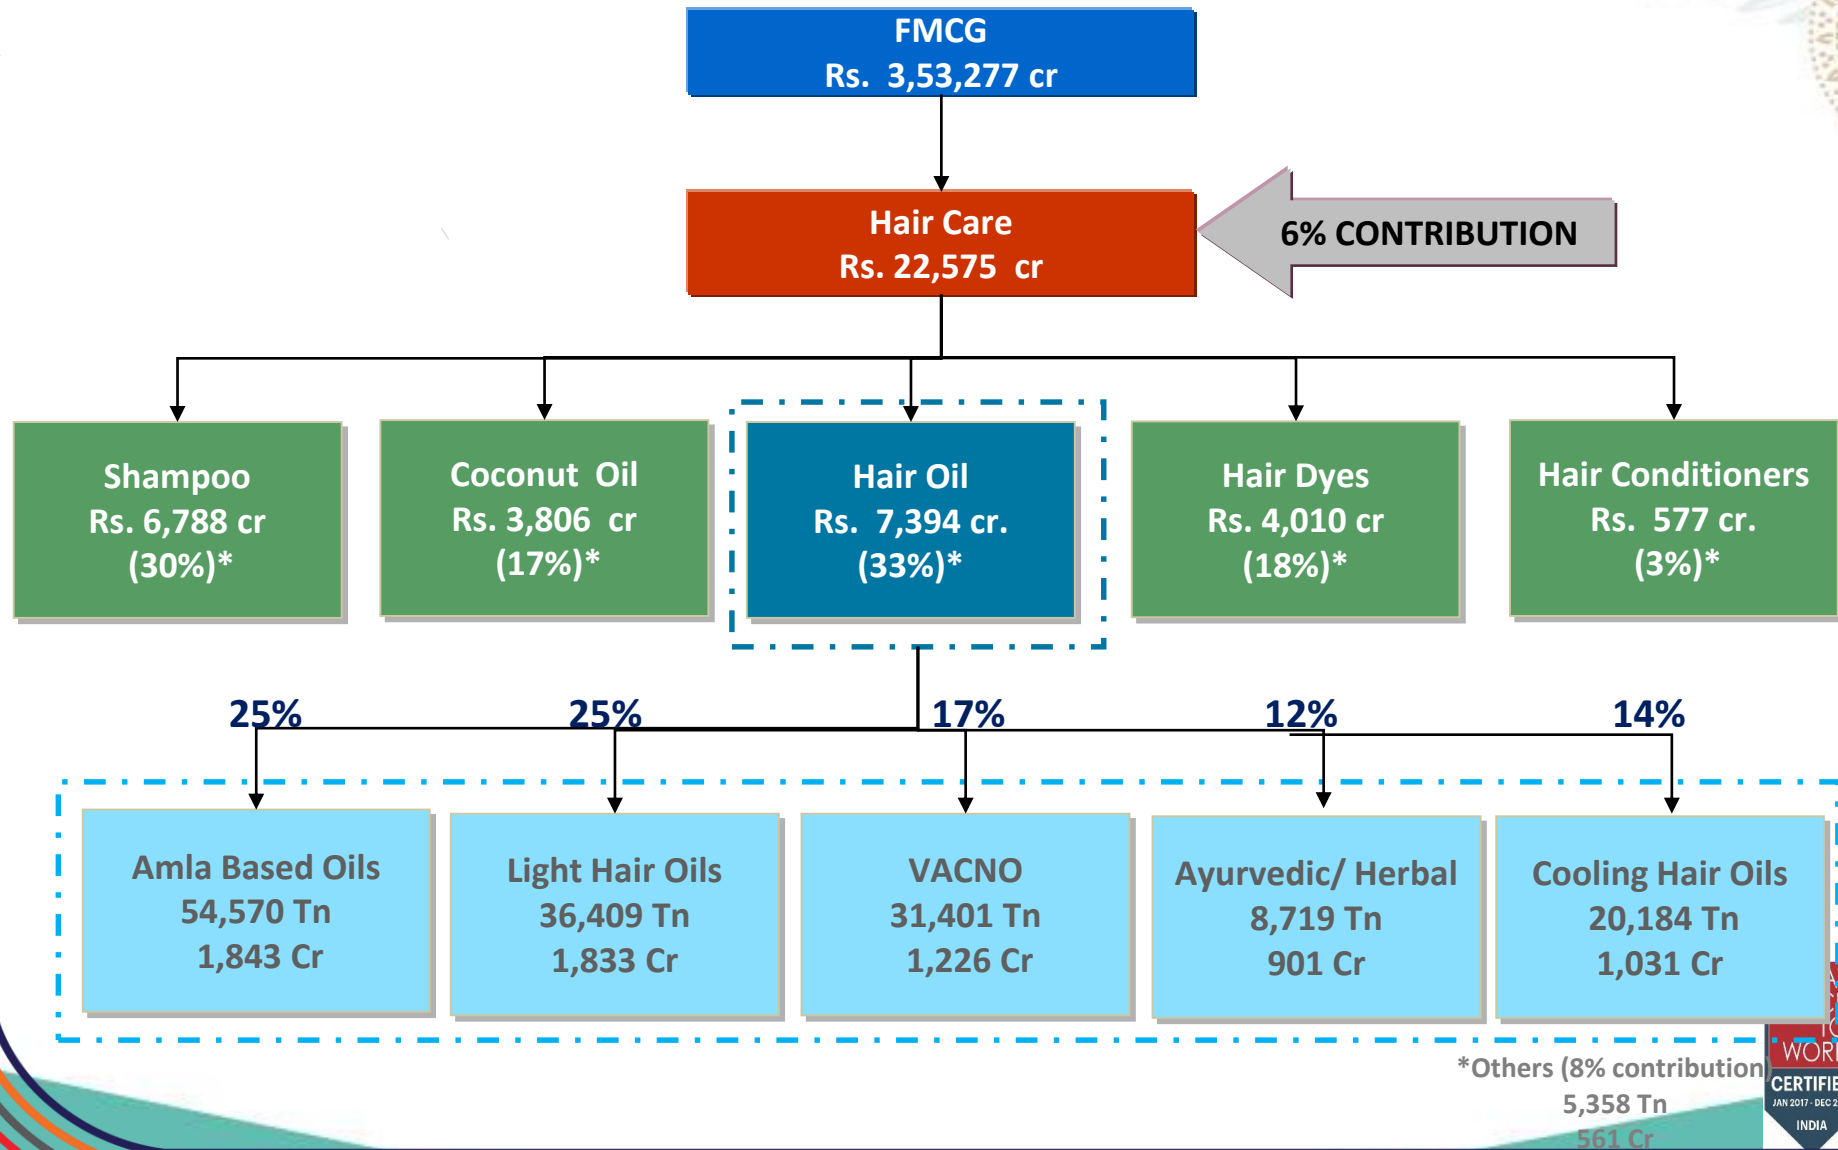 FMCG
Rs. 3,53,277 cr
Hair Care
Rs. 22,575 cr
6% CONTRIBUTION
Shampoo
Rs. 6,788 cr
(30%)*
Coconut Oil
Rs. 3,806 cr
(17%)*
Hair Oil
Rs. 7,394 cr.
(33%)*
Hair Dyes
Rs. 4,010 cr
(18%)*
Hair Conditioners
Rs. 577 cr.
(3%)*
25%
25%
17%
12%
14%
Amla Based Oils
54,570 Tn
1,843 Cr
Light Hair Oils
36,409 Tn
1,833 Cr
VACNO
31,401 Tn
1,226 Cr
Ayurvedic/ Herbal
8,719 Tn
901 Cr
Cooling Hair Oils
20,184 Tn
1,031 Cr
*Others (8% contribution)
5,358 Tn
561 Cr
JAN 2017 - DEC
INDIA